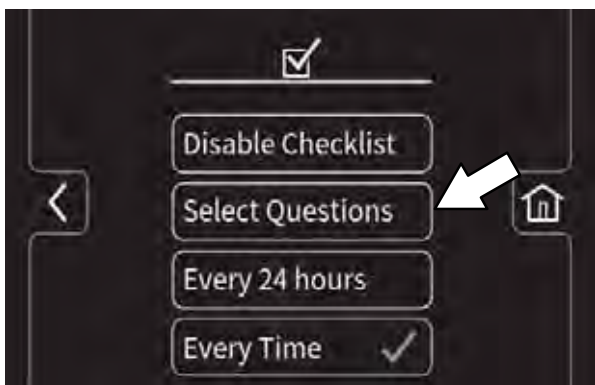 Disable Checklist
Select Questions
Every 24 hours
Every Time